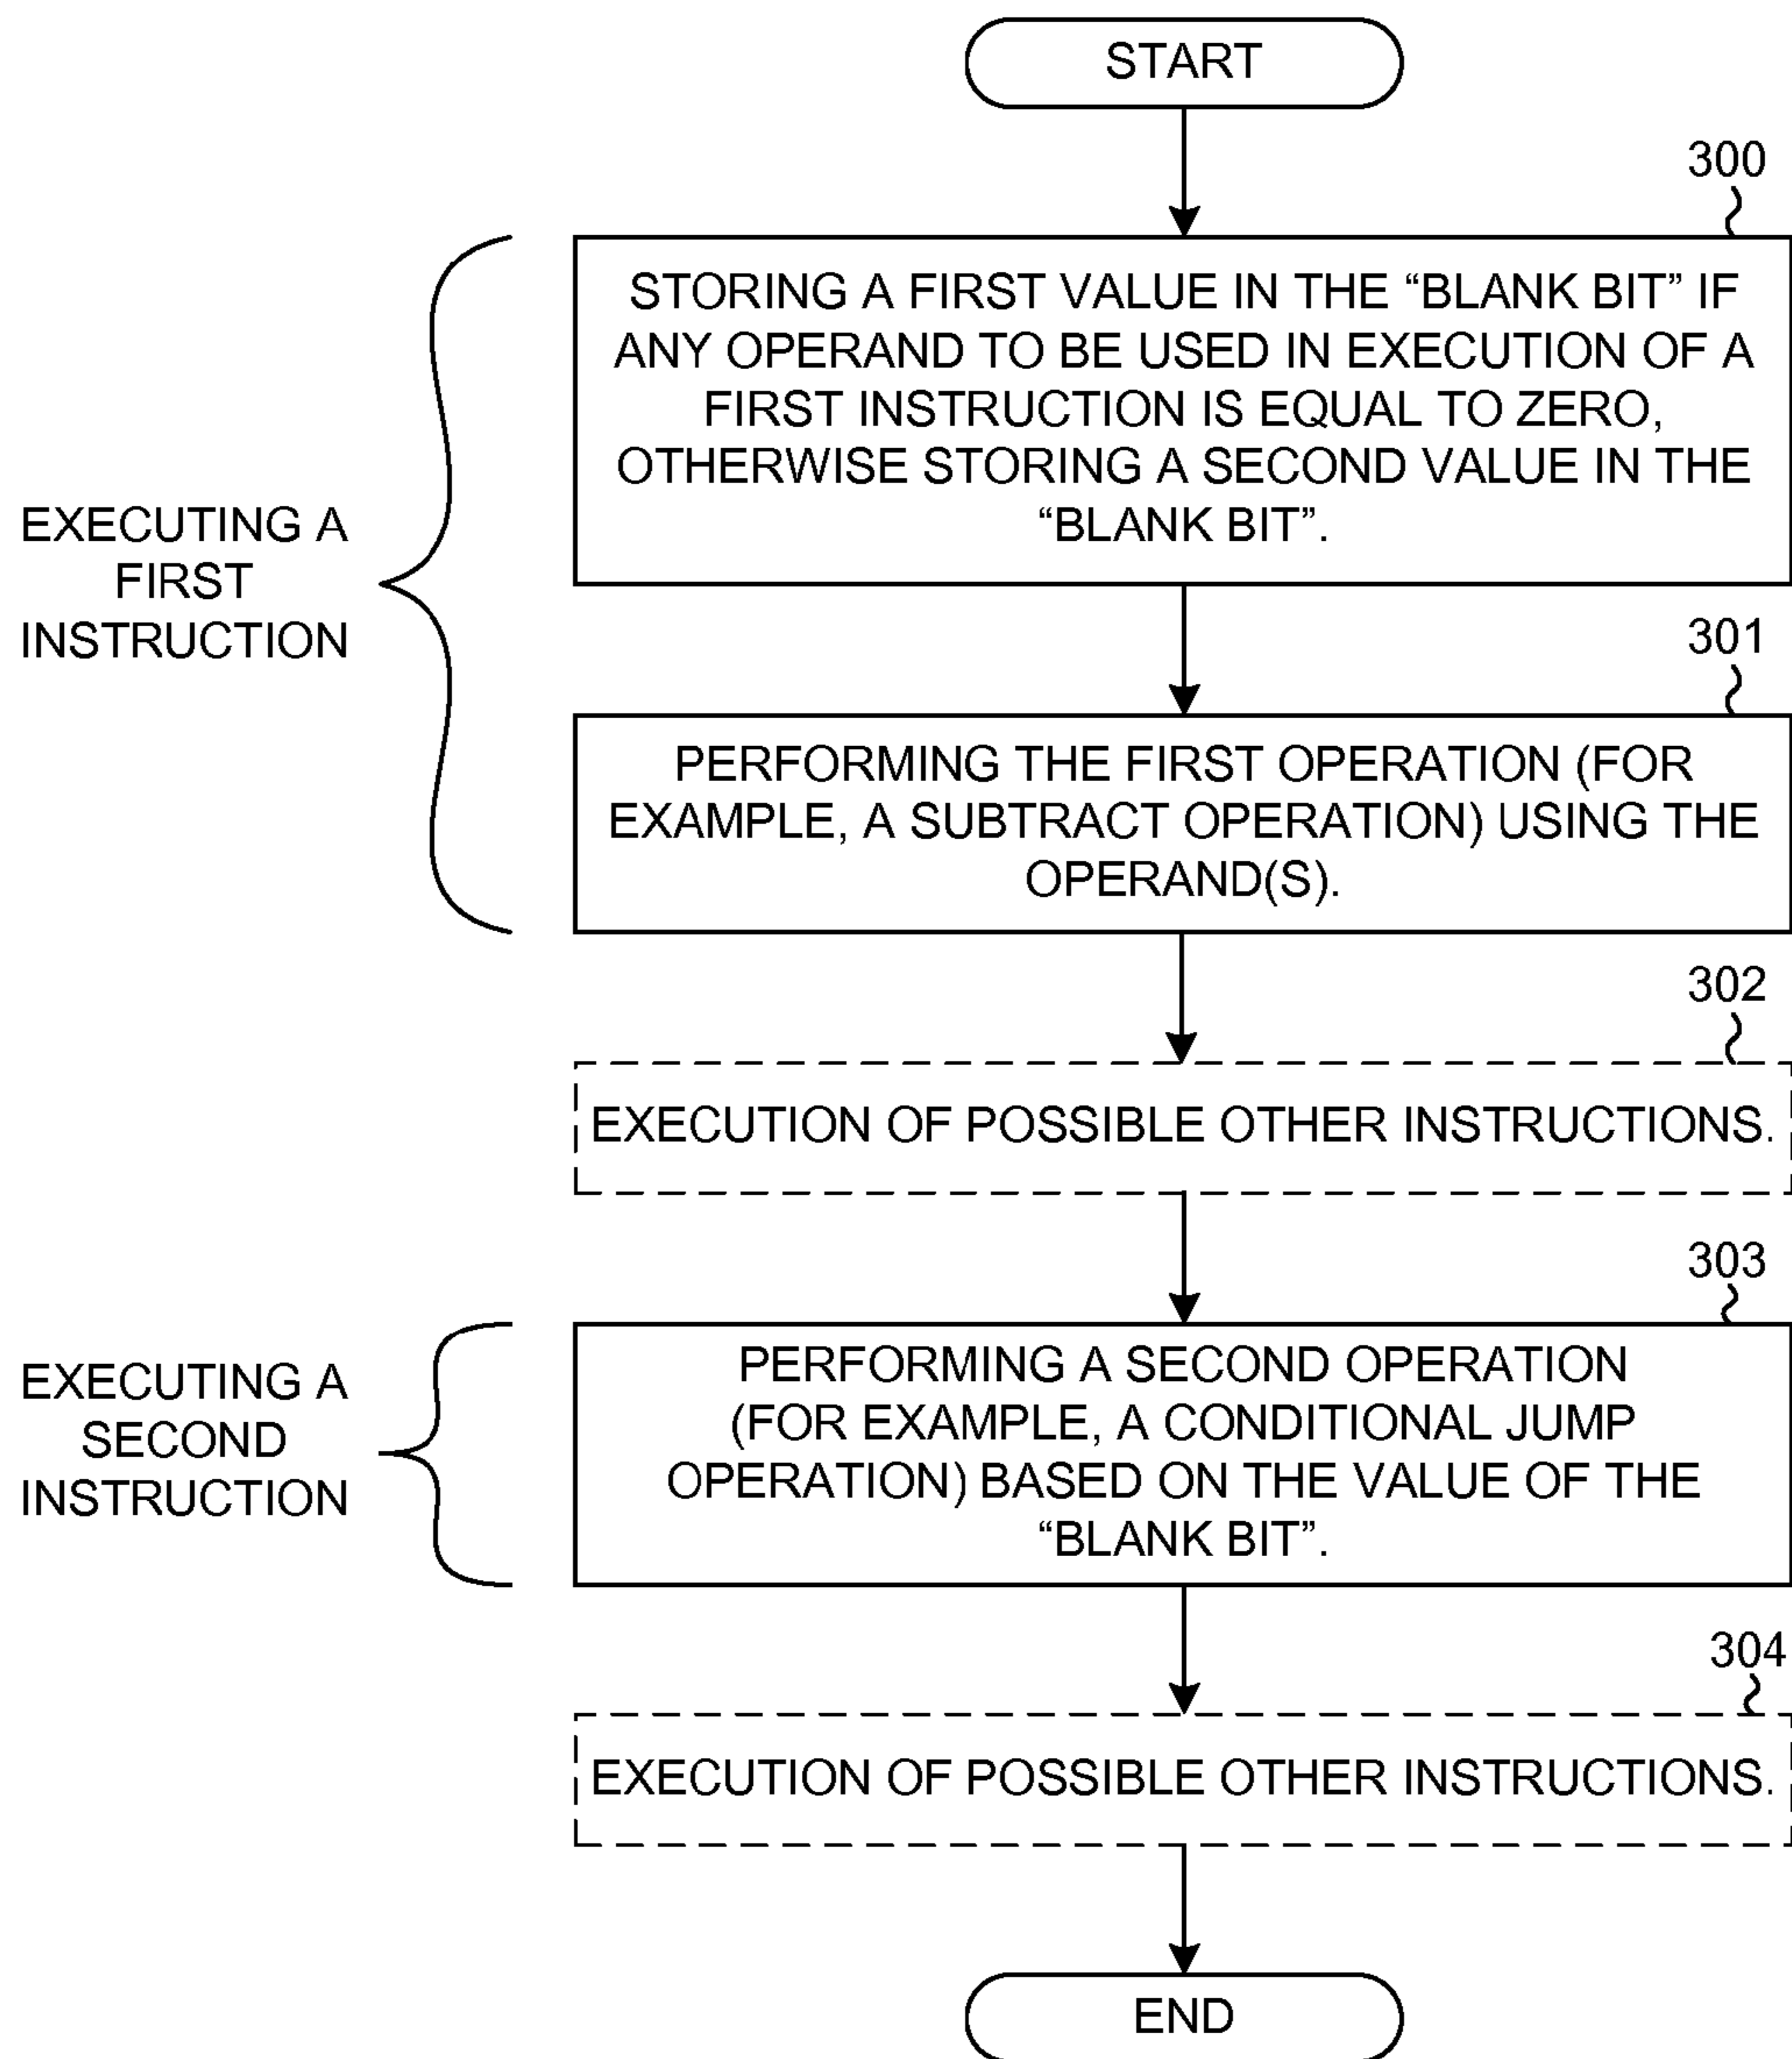 START
300
STORING A FIRST VALUE IN THE “BLANK BIT” IF
ANY OPERAND TO BE USED IN EXECUTION OF A
FIRST INSTRUCTION IS EQUAL TO ZERO,
OTHERWISE STORING A SECOND VALUE IN THE
“BLANK BIT”.
EXECUTING A
FIRST
INSTRUCTION
301
PERFORMING THE FIRST OPERATION (FOR
EXAMPLE, A SUBTRACT OPERATION) USING THE
OPERAND(S).
302
EXECUTION OF POSSIBLE OTHER INSTRUCTIONS.
303
EXECUTING A
SECOND
INSTRUCTION
PERFORMING A SECOND OPERATION
(FOR EXAMPLE, A CONDITIONAL JUMP
OPERATION) BASED ON THE VALUE OF THE
“BLANK BIT”.
304
EXECUTION OF POSSIBLE OTHER INSTRUCTIONS.
END